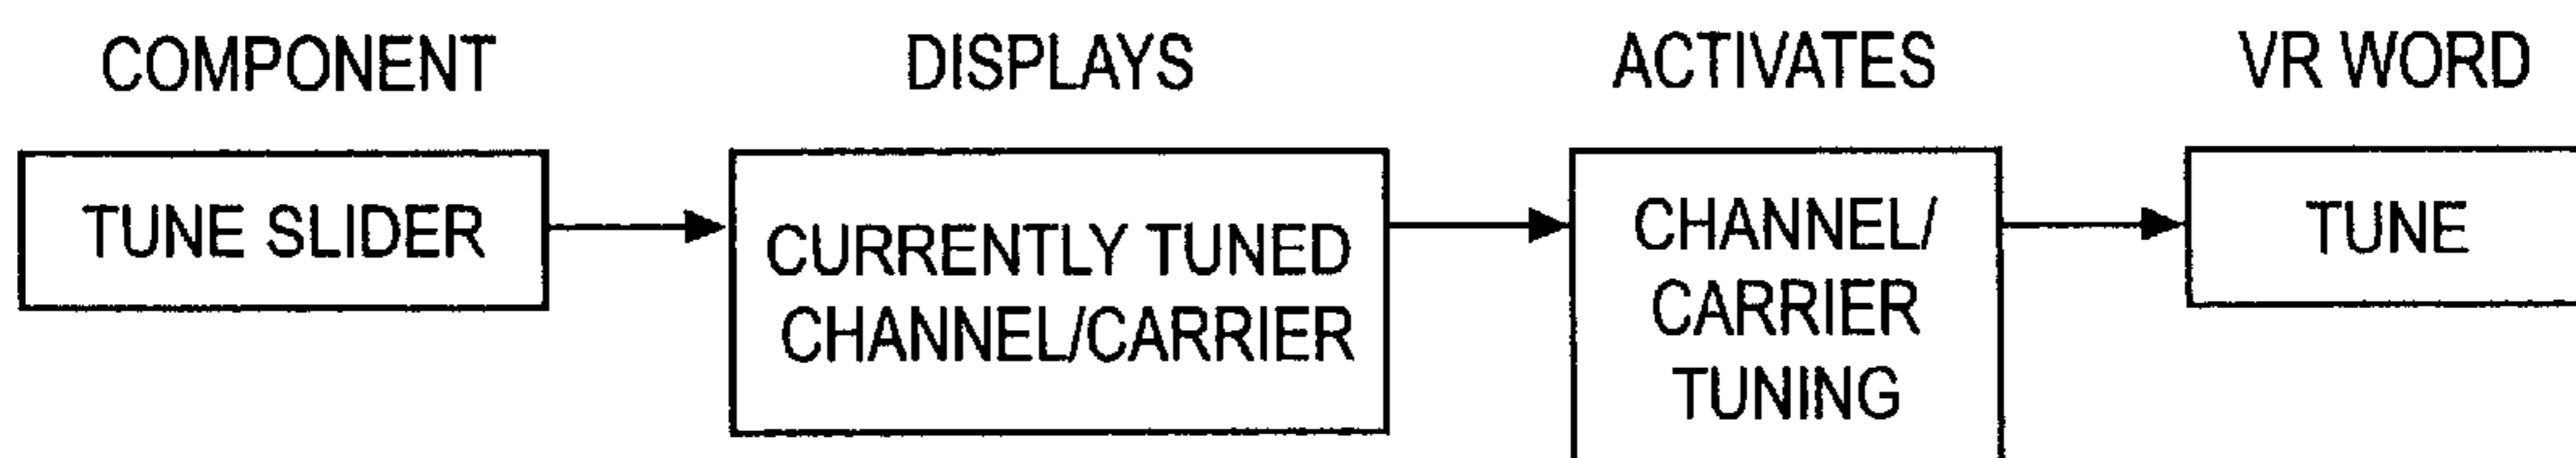 COMPONENT
DISPLAYS
ACTIVATES
VR WORD
TUNE SLIDER
CURRENTLY TUNED
CHANNEL/CARRIER
CHANNEL/
CARRIER
TUNING
TUNE